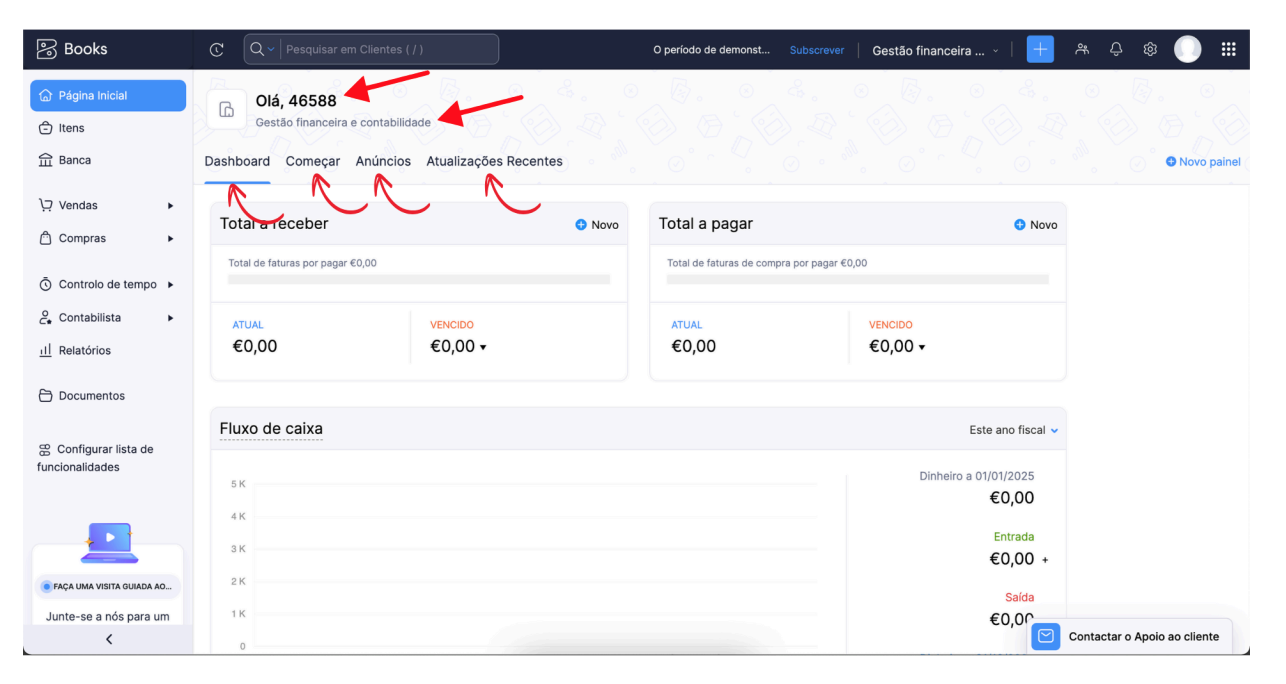 Books
Pesquisar em Clientes ( / )
O período de demonst... Subscrever Gestão financeira ...
Página Inicial
Itens
Banca
Vendas
Compras
Controlo de tempo
Contabilista
Relatórios
Documentos
Configurar lista de
funcionalidades
FAÇA UMA VISITA GUIADA AO...
Junte-se a nós para um
Olá, 46588
Gestão financeira e contabilidade
Dashboard Começar Anúncios Atualizações Recentes
Novo painel
Total a receber Novo
Total de faturas por pagar €0,00
ATUAL VENCIDO
€0,00 €0,00
Total a pagar Novo
Total de faturas de compra por pagar €0,00
ATUAL VENCIDO
€0,00 €0,00
Fluxo de caixa Este ano fiscal
5 K
4 K
3 K
2 K
1 K
0
Dinheiro a 01/01/2025
€0,00
Entrada
€0,00 +
Saída
€0,00
Contactar o Apoio ao cliente